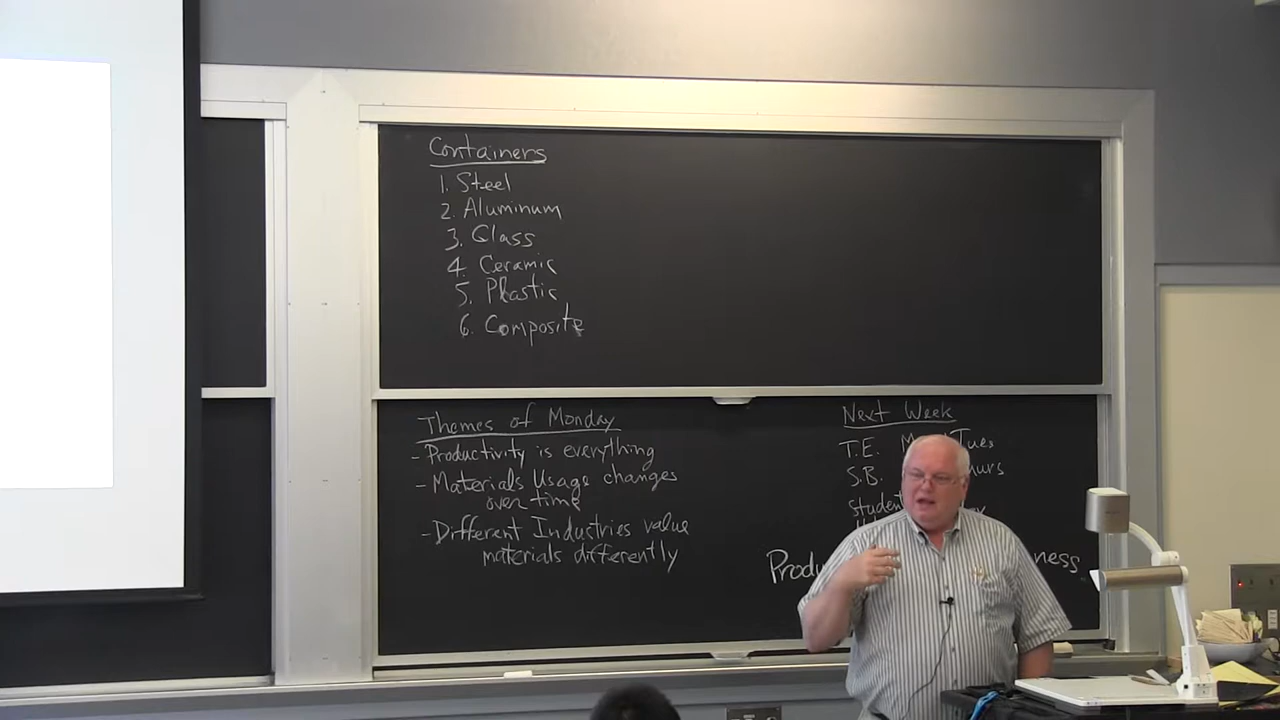 Containers
1. Steel
2. Aluminum
3. Glass
4. Ceramic
5. Plastic
6. Composite
Themes of Monday
- Productivity is everything
- Materials Usage changes
over time
- Different Industries value
materials differently
Next Week
T.E. Tues
S.B.